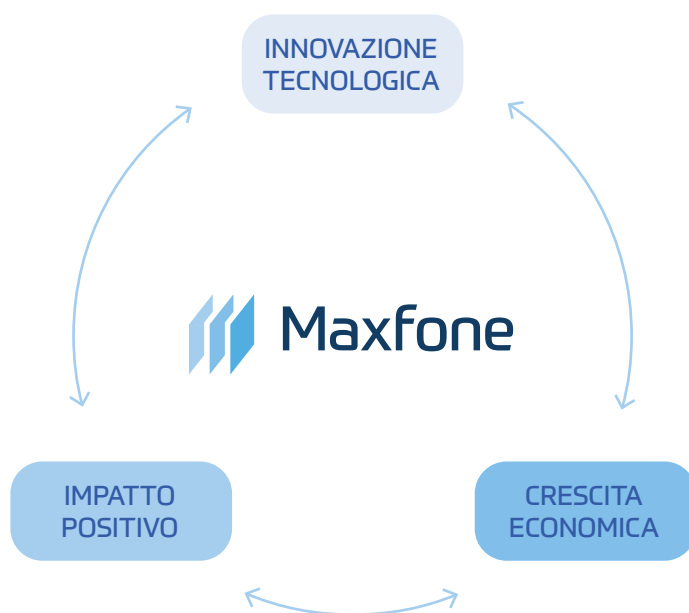 INNOVAZIONE
TECNOLOGICA
Maxfone
IMPATTO
POSITIVO
CRESCITA
ECONOMICA